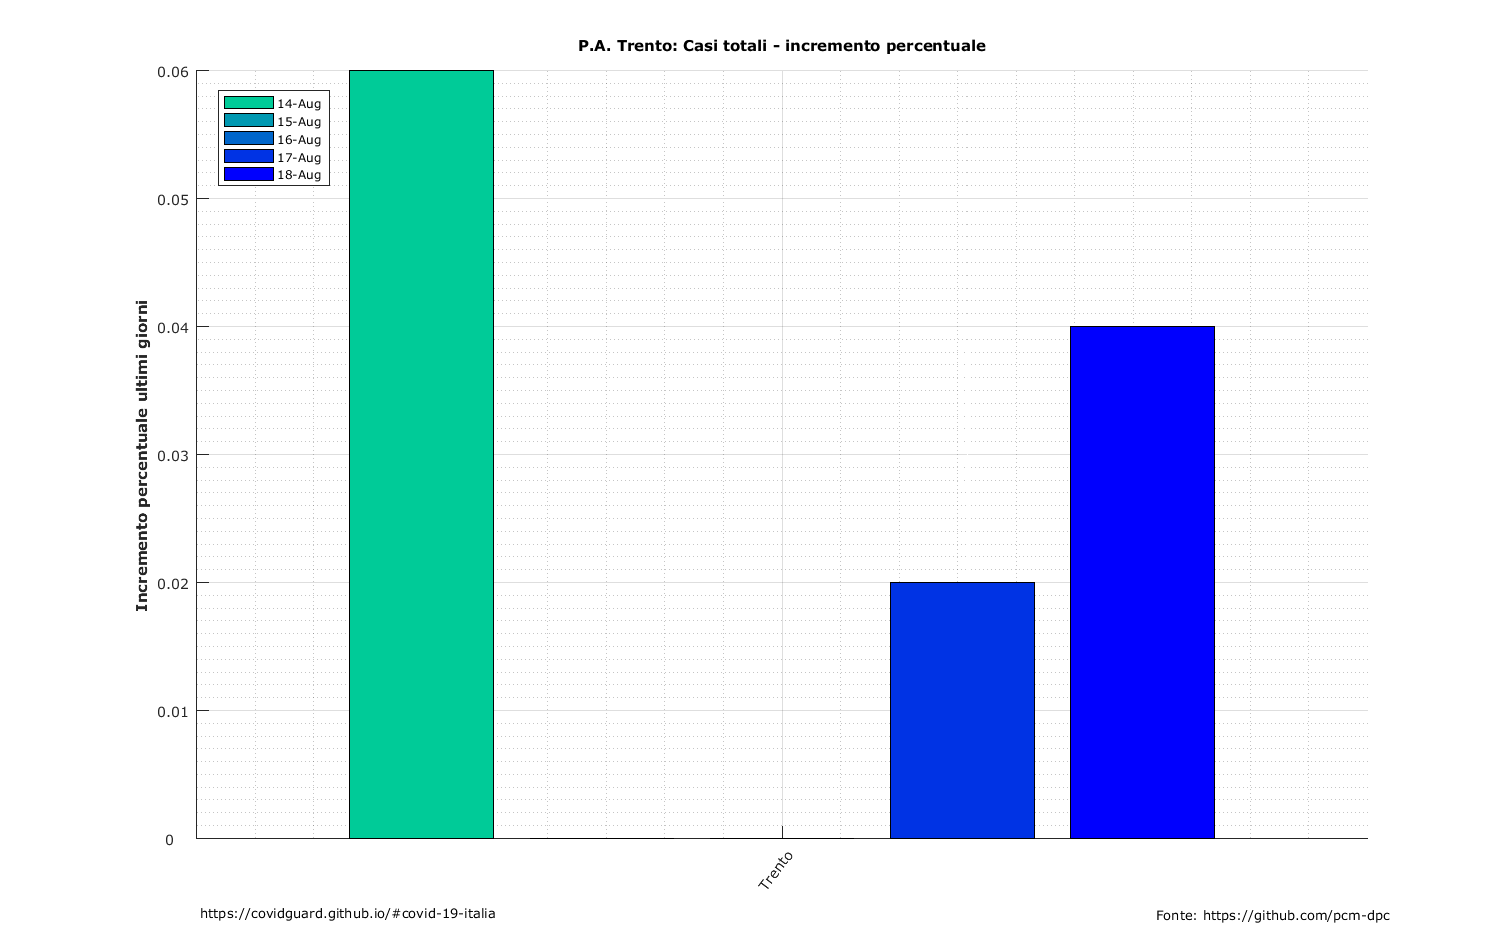 P.A. Trento: Casi totali - incremento percentuale
0.06
0.05
0.04
0.03
0.02
0.01
0
Incremento percentuale ultimi giorni
14-Aug
15-Aug
16-Aug
17-Aug
18-Aug
Trento
https://covidguard.github.io/#covid-19-italia
Fonte: https://github.com/pcm-dpc